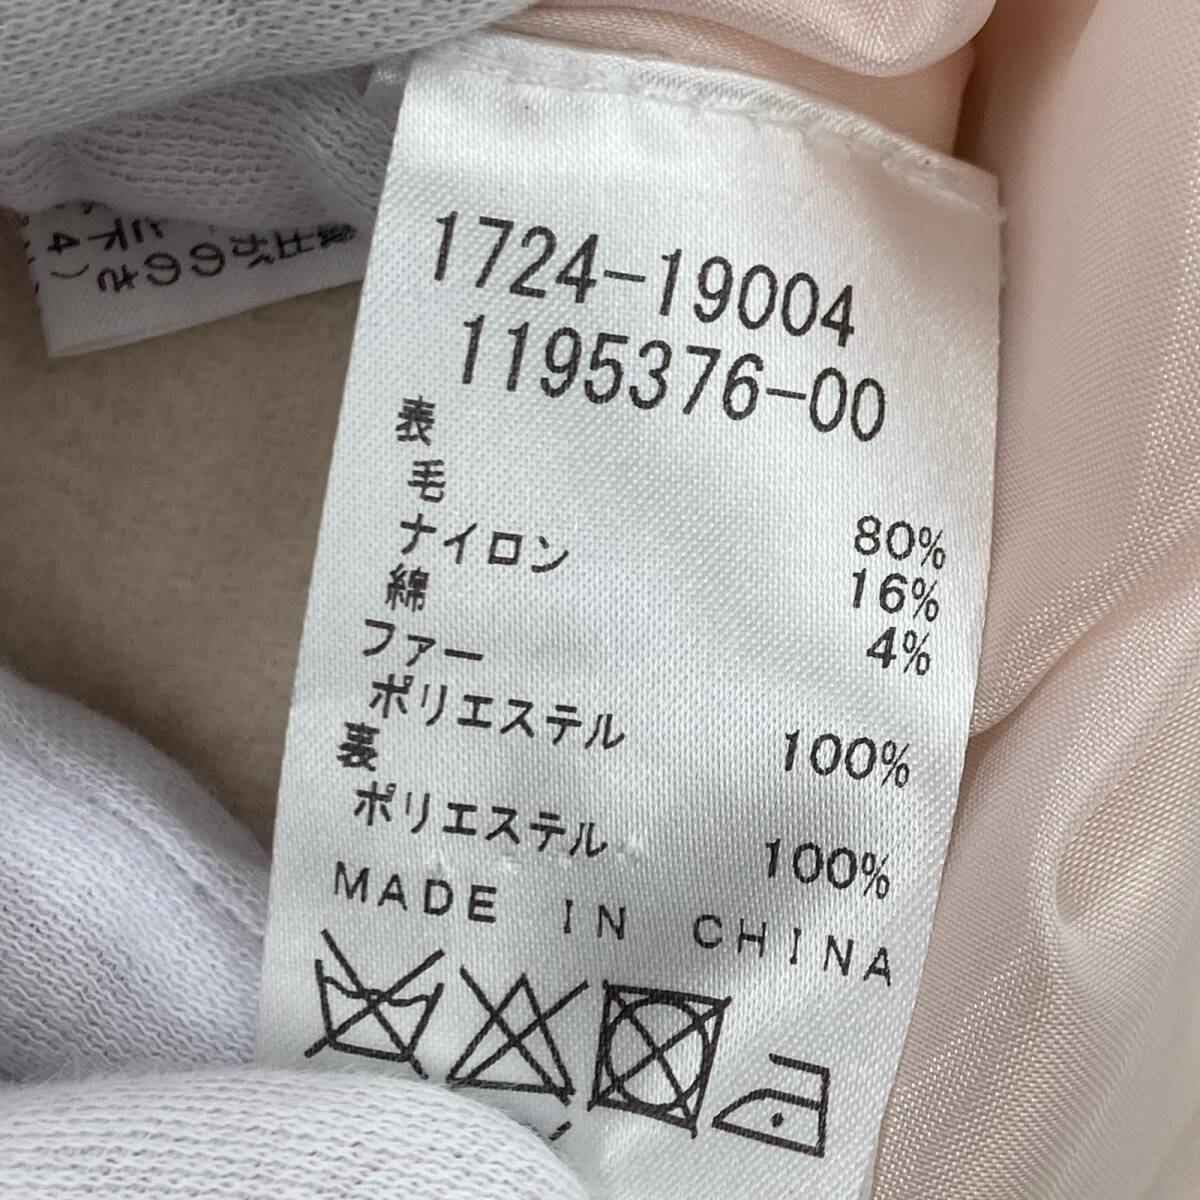 1724-19004
1195376-00
表
毛 80%
ナイロン 16%
綿 4%
ファー
ポリエステル 100%
裏
ポリエステル 100%
MADE IN CHINA